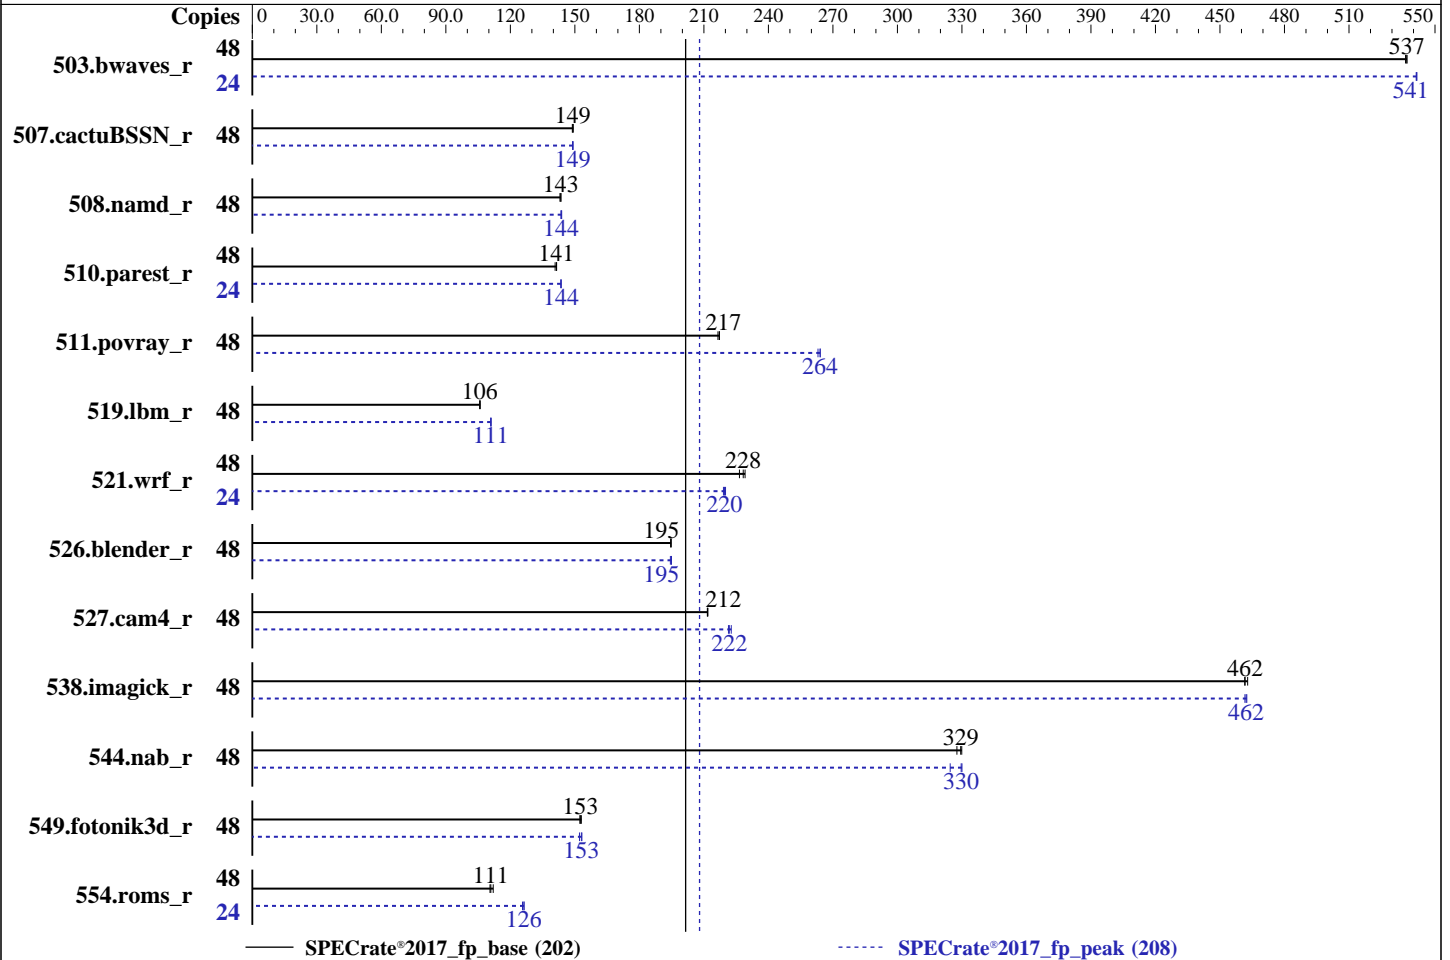 Copies 0 30.0 60.0 90.0 120 150 180 210 240 270 300 330 360 390 420 450 480 510 550
503.bwaves_r 48 537
24 541
507.cactuBSSN_r 48 149
149
508.namd_r 48 143
144
510.parest_r 48 141
24 144
511.povray_r 48 217
264
519.lbm_r 48 106
111
521.wrf_r 48 228
24 220
526.blender_r 48 195
195
527.cam4_r 48 212
222
538.imagick_r 48 462
462
544.nab_r 48 329
330
549.fotonik3d_r 48 153
153
554.roms_r 48 111
24 126
SPECrate®2017_fp_base (202) SPECrate®2017_fp_peak (208)